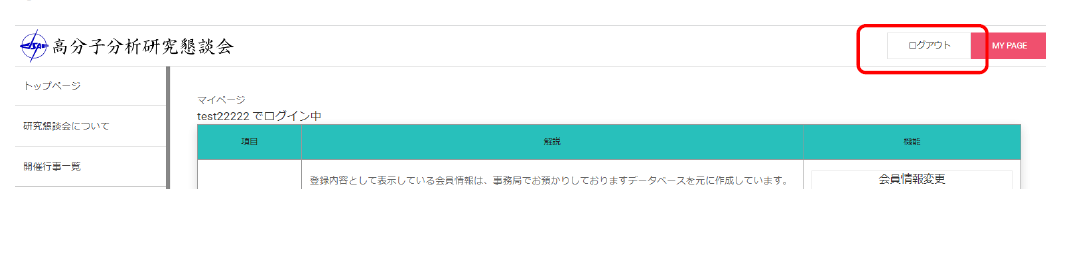 高分子分析研究懇談会
ログアウト
MY PAGE
トップページ
研究懇談会について
開催行事一覧
マイページ
test22222 でログイン中
項目 解説 機能
登録内容として表示している会員情報は、事務局でお預かりしておりますデータベースを元に作成しています。
会員情報変更